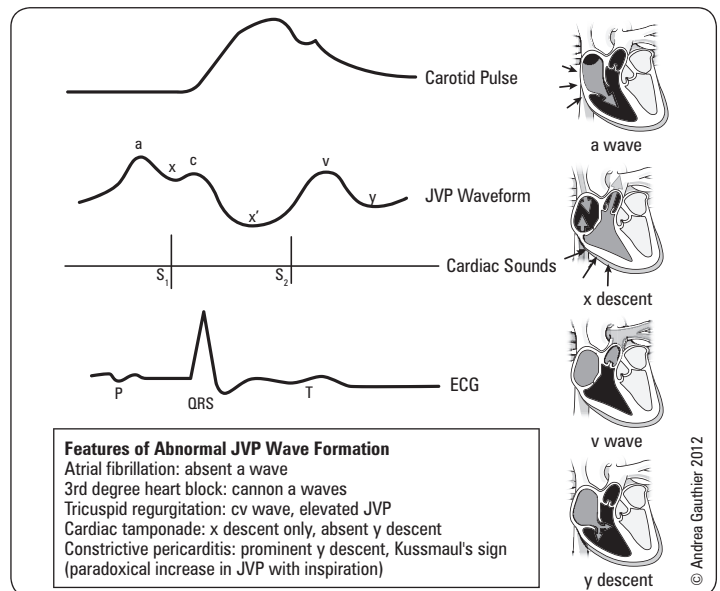 Carotid Pulse
a wave
a
x
c
v
x'
y
JVP Waveform
S1
S2
Cardiac Sounds
x descent
P
QRS
T
ECG
v wave
Features of Abnormal JVP Wave Formation
Atrial fibrillation: absent a wave
3rd degree heart block: cannon a waves
Tricuspid regurgitation: cv wave, elevated JVP
Cardiac tamponade: x descent only, absent y descent
Constrictive pericarditis: prominent y descent, Kussmaul's sign
(paradoxical increase in JVP with inspiration)
y descent
© Andrea Gauthier 2012